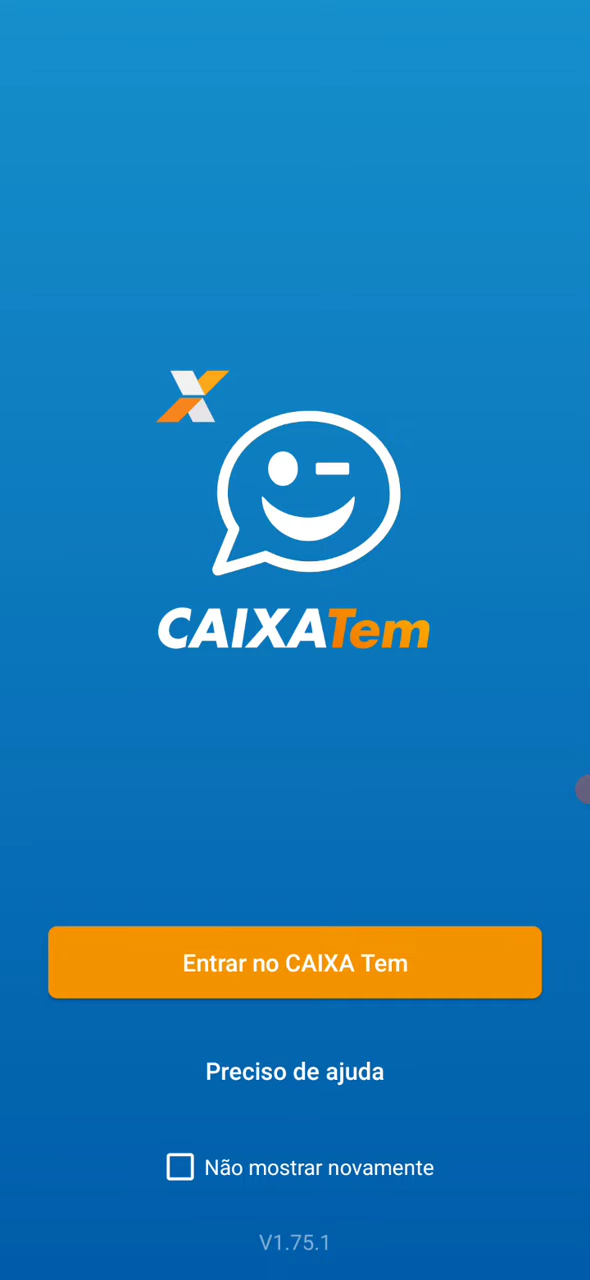 CAIXATem
Entrar no CAIXA Tem
Preciso de ajuda
Não mostrar novamente
V1.75.1